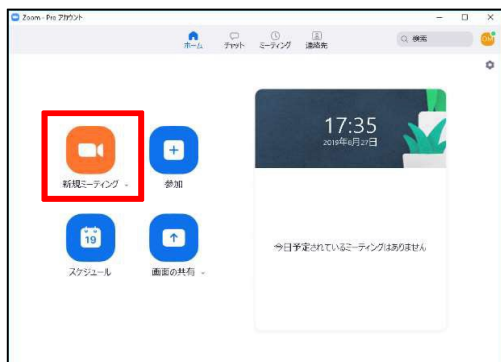 Zoom - Pro アカウント
ホーム
チャット
ミーティング
連絡先
検索
17:35
2019年8月27日
新規ミーティング
参加
19
スケジュール
画面の共有
今日予定されているミーティングはありません